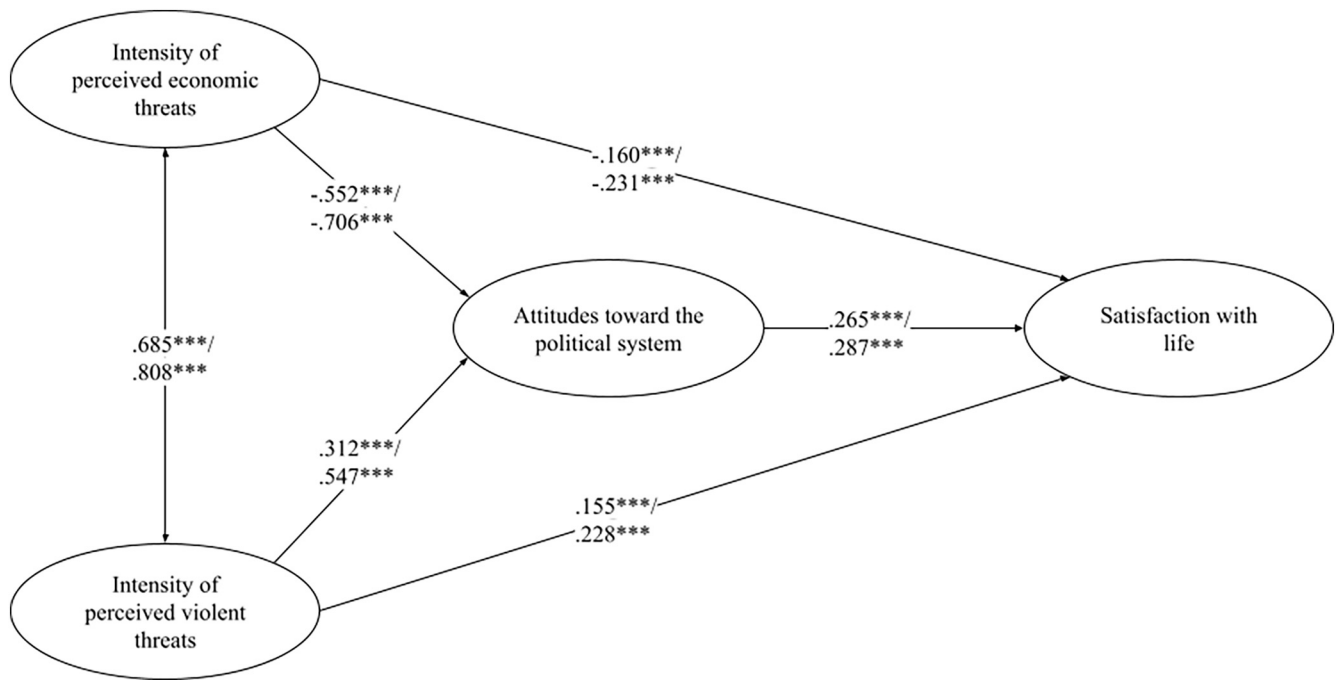 Intensity of
perceived economic
threats
-.160***/
-.231***
-.552***/
-.706***
Attitudes toward the
political system
.265***/
.287***
Satisfaction with
life
.685***/
.808***
.312***/
.547***
.155***/
.228***
Intensity of
perceived violent
threats